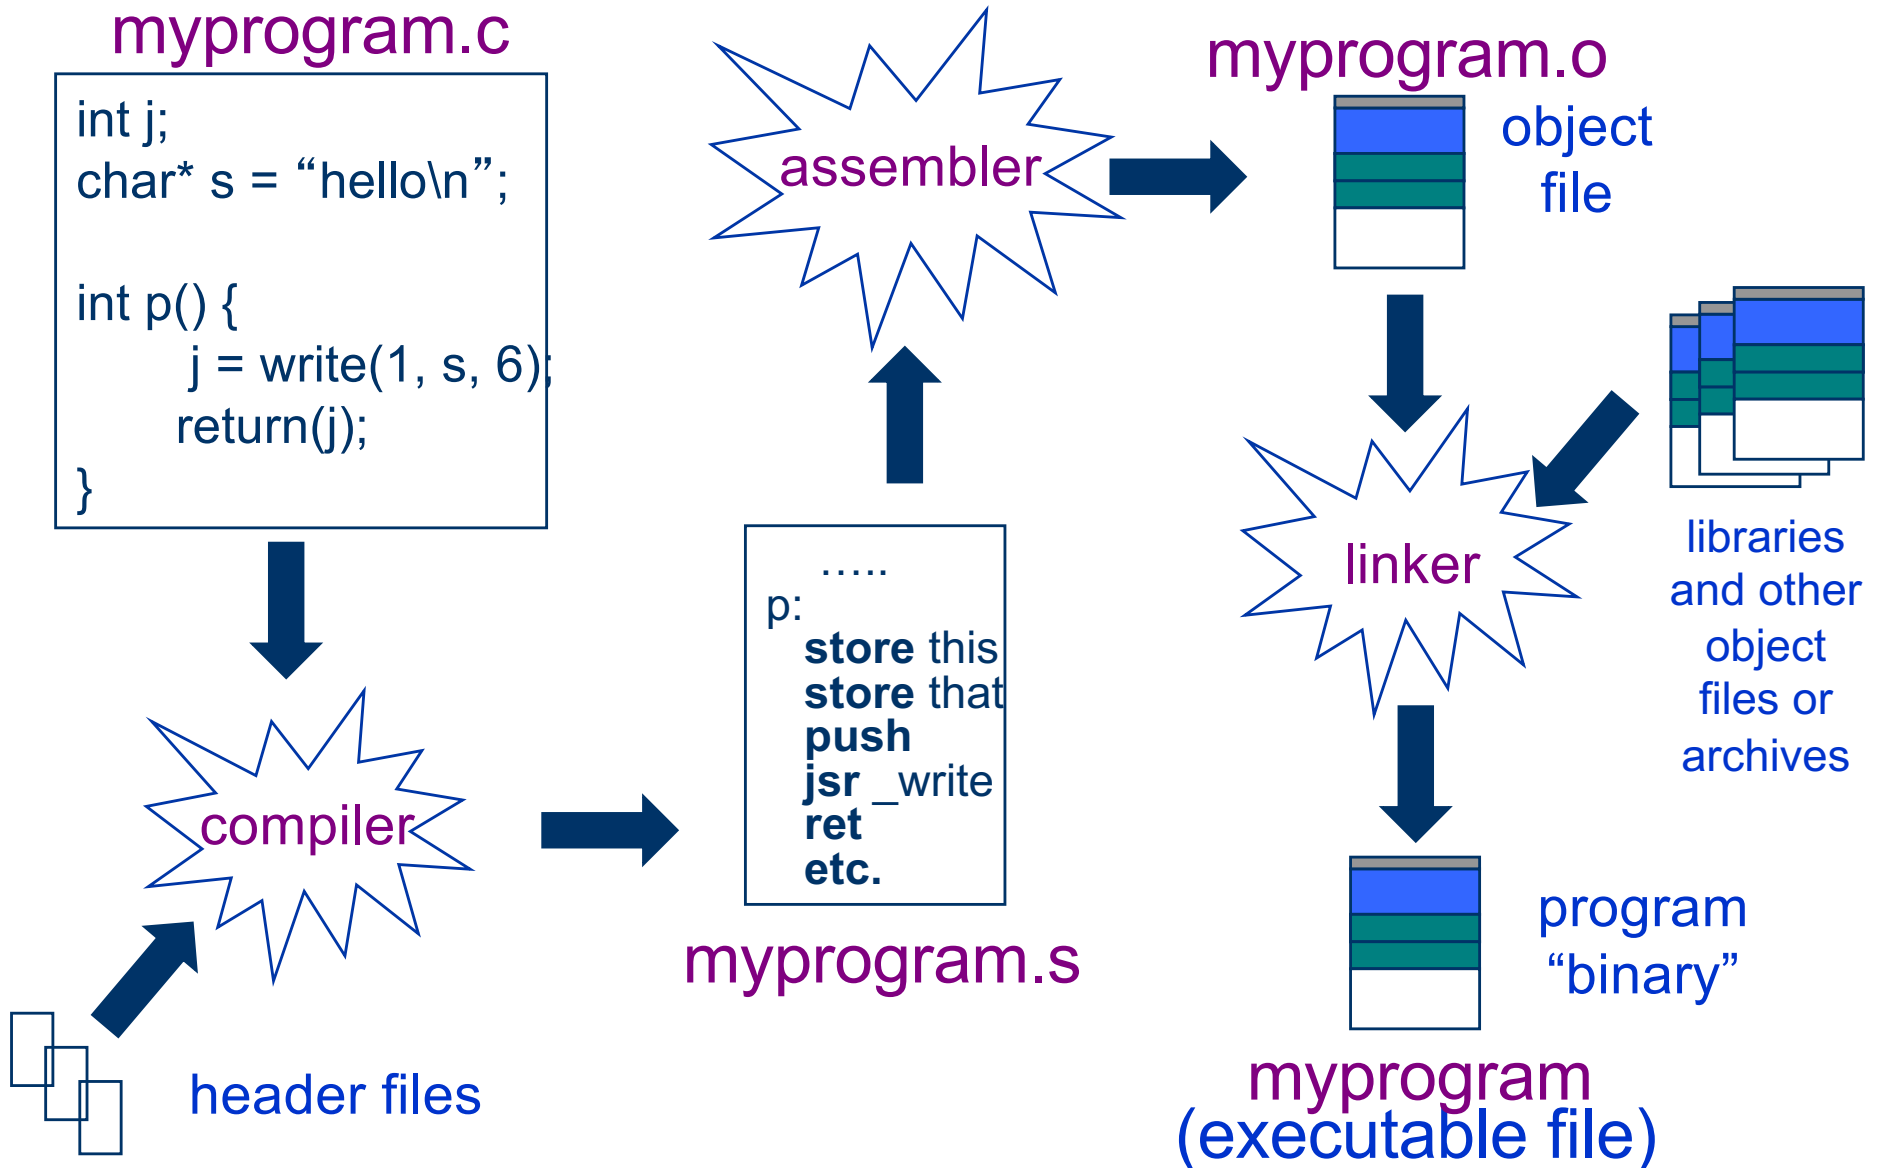 myprogram.c
int j;
char* s = “hello\n”;
int p() {
j = write(1, s, 6);
return(j);
}
compiler
header files
…..
p:
store this
store that
push
jsr _write
ret
etc.
myprogram.s
assembler
myprogram.o
object
file
linker
libraries
and other
object
files or
archives
program
“binary”
myprogram
(executable file)